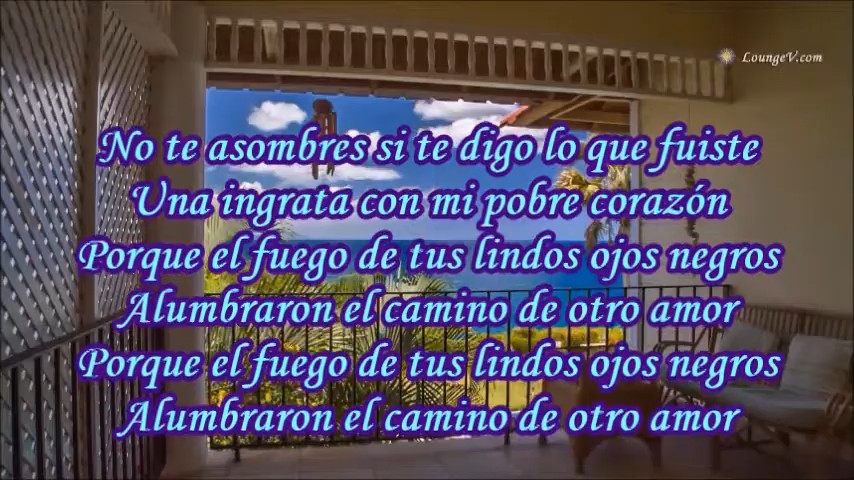 LoungeV.com
No te asombres si te digo lo que fuiste
Una ingrata con mi pobre corazón
Porque el fuego de tus lindos ojos negros
Alumbraron el camino de otro amor
Porque el fuego de tus lindos ojos negros
Alumbraron el camino de otro amor